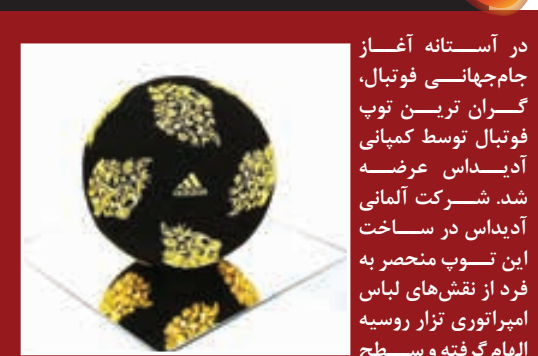 در آستانه آغاز
جام‌جهانی فوتبال،
گران ترین توپ
فوتبال توسط کمپانی
آدیداس عرضه
شد. شرکت آلمانی
آدیداس در ساخت
این توپ منحصر به
فرد از نقش‌های لباس
امپراتوری تزار روسیه
الهام گرفته و سطح
adidas